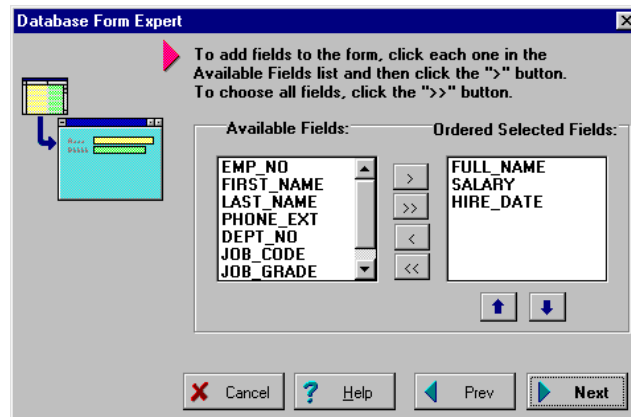 Database Form Expert
To add fields to the form, click each one in the
Available Fields list and then click the ">" button.
To choose all fields, click the ">>" button.
Available Fields:
Ordered Selected Fields:
EMP_NO
FIRST_NAME
LAST_NAME
PHONE_EXT
DEPT_NO
JOB_CODE
JOB_GRADE
>
>>
<
<<
FULL_NAME
SALARY
HIRE_DATE
Cancel
Help
Prev
Next